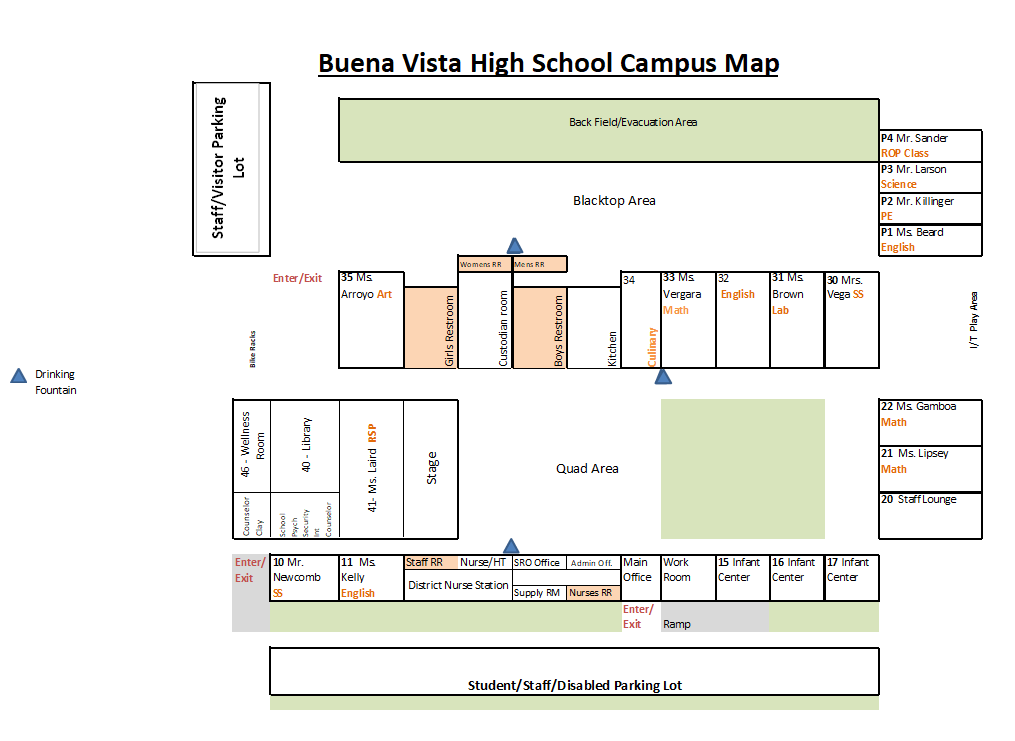 Buena Vista High School Campus Map
Staff/Visitor Parking
Lot
Back Field/Evacuation Area
P4 Mr. Sander
ROP Class
P3 Mr. Larson
Science
P2 Mr. Killinger
PE
P1 Ms. Beard
English
Blacktop Area
Womens RR
Mens RR
Enter/Exit
35 Ms.
Arroyo Art
Girls Restroom
Custodian room
Boys Restroom
Kitchen
34
Culinary
33 Ms.
Vergara
Math
32
English
31 Ms.
Brown
Lab
30 Mrs.
Vega SS
I/T Play Area
Bike Racks
Drinking
Fountain
46 - Wellness
Room
40 - Library
41- Ms. Laird RSP
Stage
Quad Area
22 Ms. Gamboa
Math
21 Ms. Lipsey
Math
20 Staff Lounge
Counselor
Clay
School
Psych
Security
Int
Counselor
Enter/
Exit
10 Mr.
Newcomb
SS
11 Ms.
Kelly
English
Staff RR
Nurse/HT
District Nurse Station
SRO Office
Admin Off.
Supply RM
Nurses RR
Main
Office
Work
Room
15 Infant
Center
16 Infant
Center
17 Infant
Center
Enter/
Exit
Ramp
Student/Staff/Disabled Parking Lot